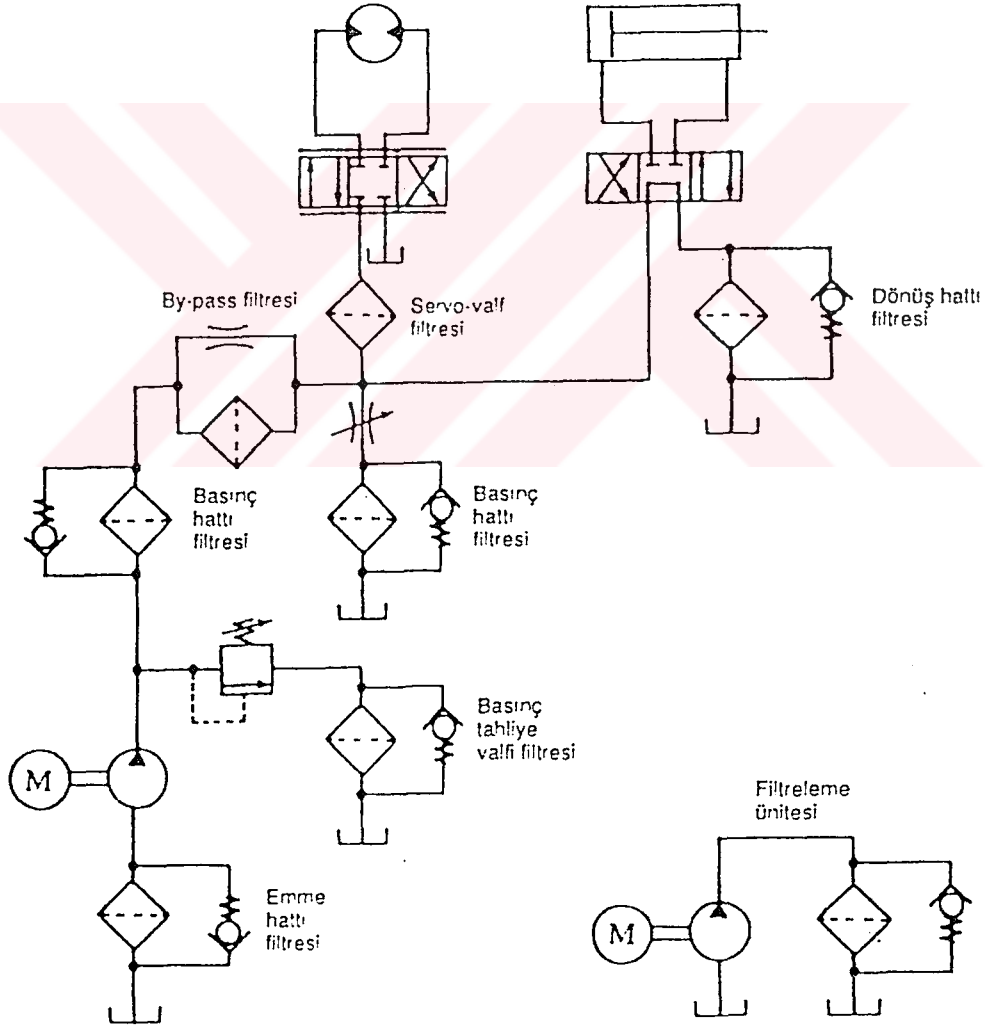 By-pass filtresi
Servo-valf
filtresi
Dönüş hattı
filtresi
Basınç
hattı
filtresi
Basınç
hattı
filtresi
Basınç
tahliye
valfi filtresi
M
Emme
hattı
filtresi
Filtreleme
ünitesi
M